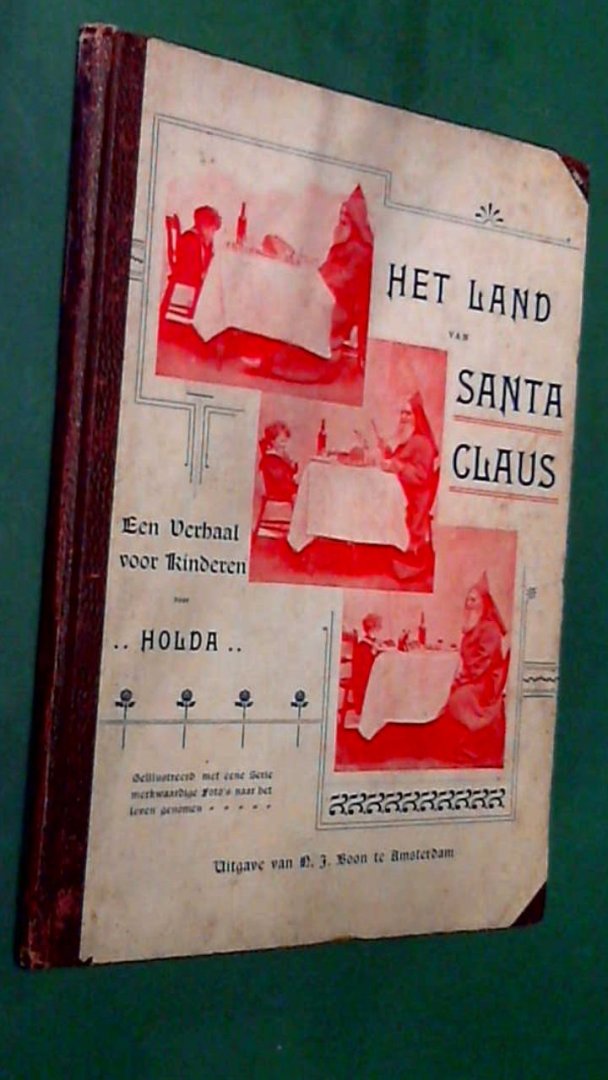 HET LAND
VAN
SANTA
CLAUS
Een Verhaal
voor Kinderen
door
.. HOLDA ..
Geïllustreerd met eene Serie
merkwaardige Foto's naar het
leven genomen
Uitgave van N. J. Boon te Amsterdam